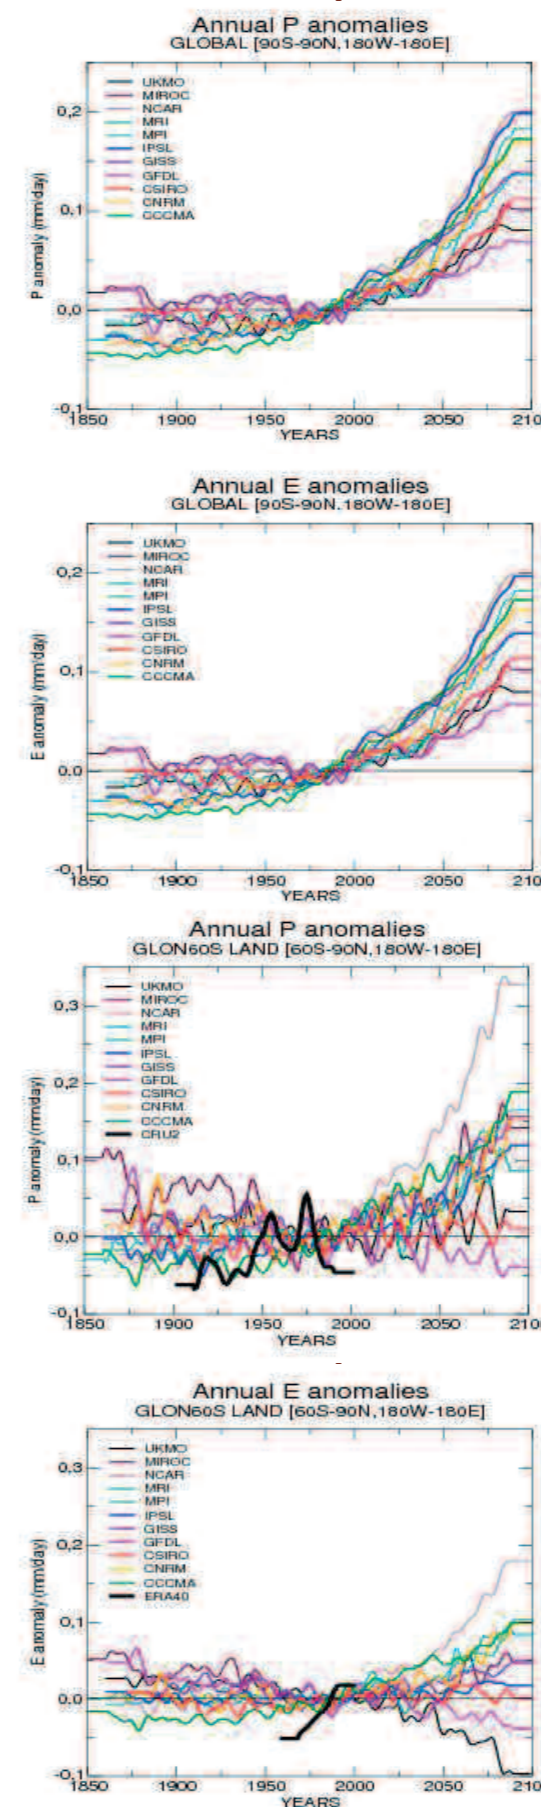 Annual P anomalies
GLOBAL [90S-90N,180W-180E]
P anomaly (mm/day)
0,2
0,1
0,0
-0,1
UKMO
MIROC
NCAR
MRI
MPI
IPSL
GISS
GFDL
CSIRO
CNRM
CCCMA
1850 1900 1950 2000 2050 210
YEARS
Annual E anomalies
GLOBAL [90S-90N,180W-180E]
E anomaly (mm/day)
0,2
0,1
0,0
-0,1
UKMO
MIROC
NCAR
MRI
MPI
IPSL
GISS
GFDL
CSIRO
CNRM
CCCMA
1850 1900 1950 2000 2050 210
YEARS
Annual P anomalies
GLON60S LAND [60S-90N,180W-180E]
P anomaly (mm/day)
0,3
0,2
0,1
0,0
-0,1
UKMO
MIROC
NCAR
MRI
MPI
IPSL
GISS
GFDL
CSIRO
CNRM
CCCMA
CRU2
1850 1900 1950 2000 2050 210
YEARS
Annual E anomalies
GLON60S LAND [60S-90N,180W-180E]
E anomaly (mm/day)
0,3
0,2
0,1
0,0
-0,1
UKMO
MIROC
NCAR
MRI
MPI
IPSL
GISS
GFDL
CSIRO
CNRM
CCCMA
ERA40
1850 1900 1950 2000 2050 210
YEARS